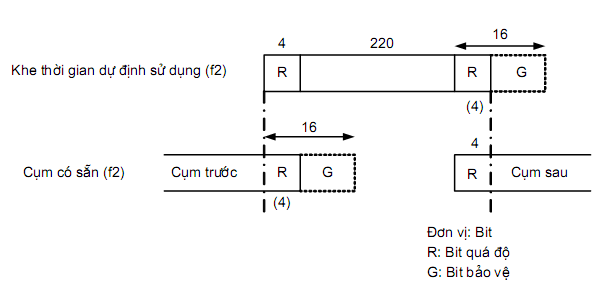 4 220 16
Khe thời gian dự định sử dụng (f2) R R G
(4)
16 4
Cụm có sẵn (f2) Cụm trước R G R Cụm sau
(4)
Đơn vị: Bit
R: Bit quá độ
G: Bit bảo vệ